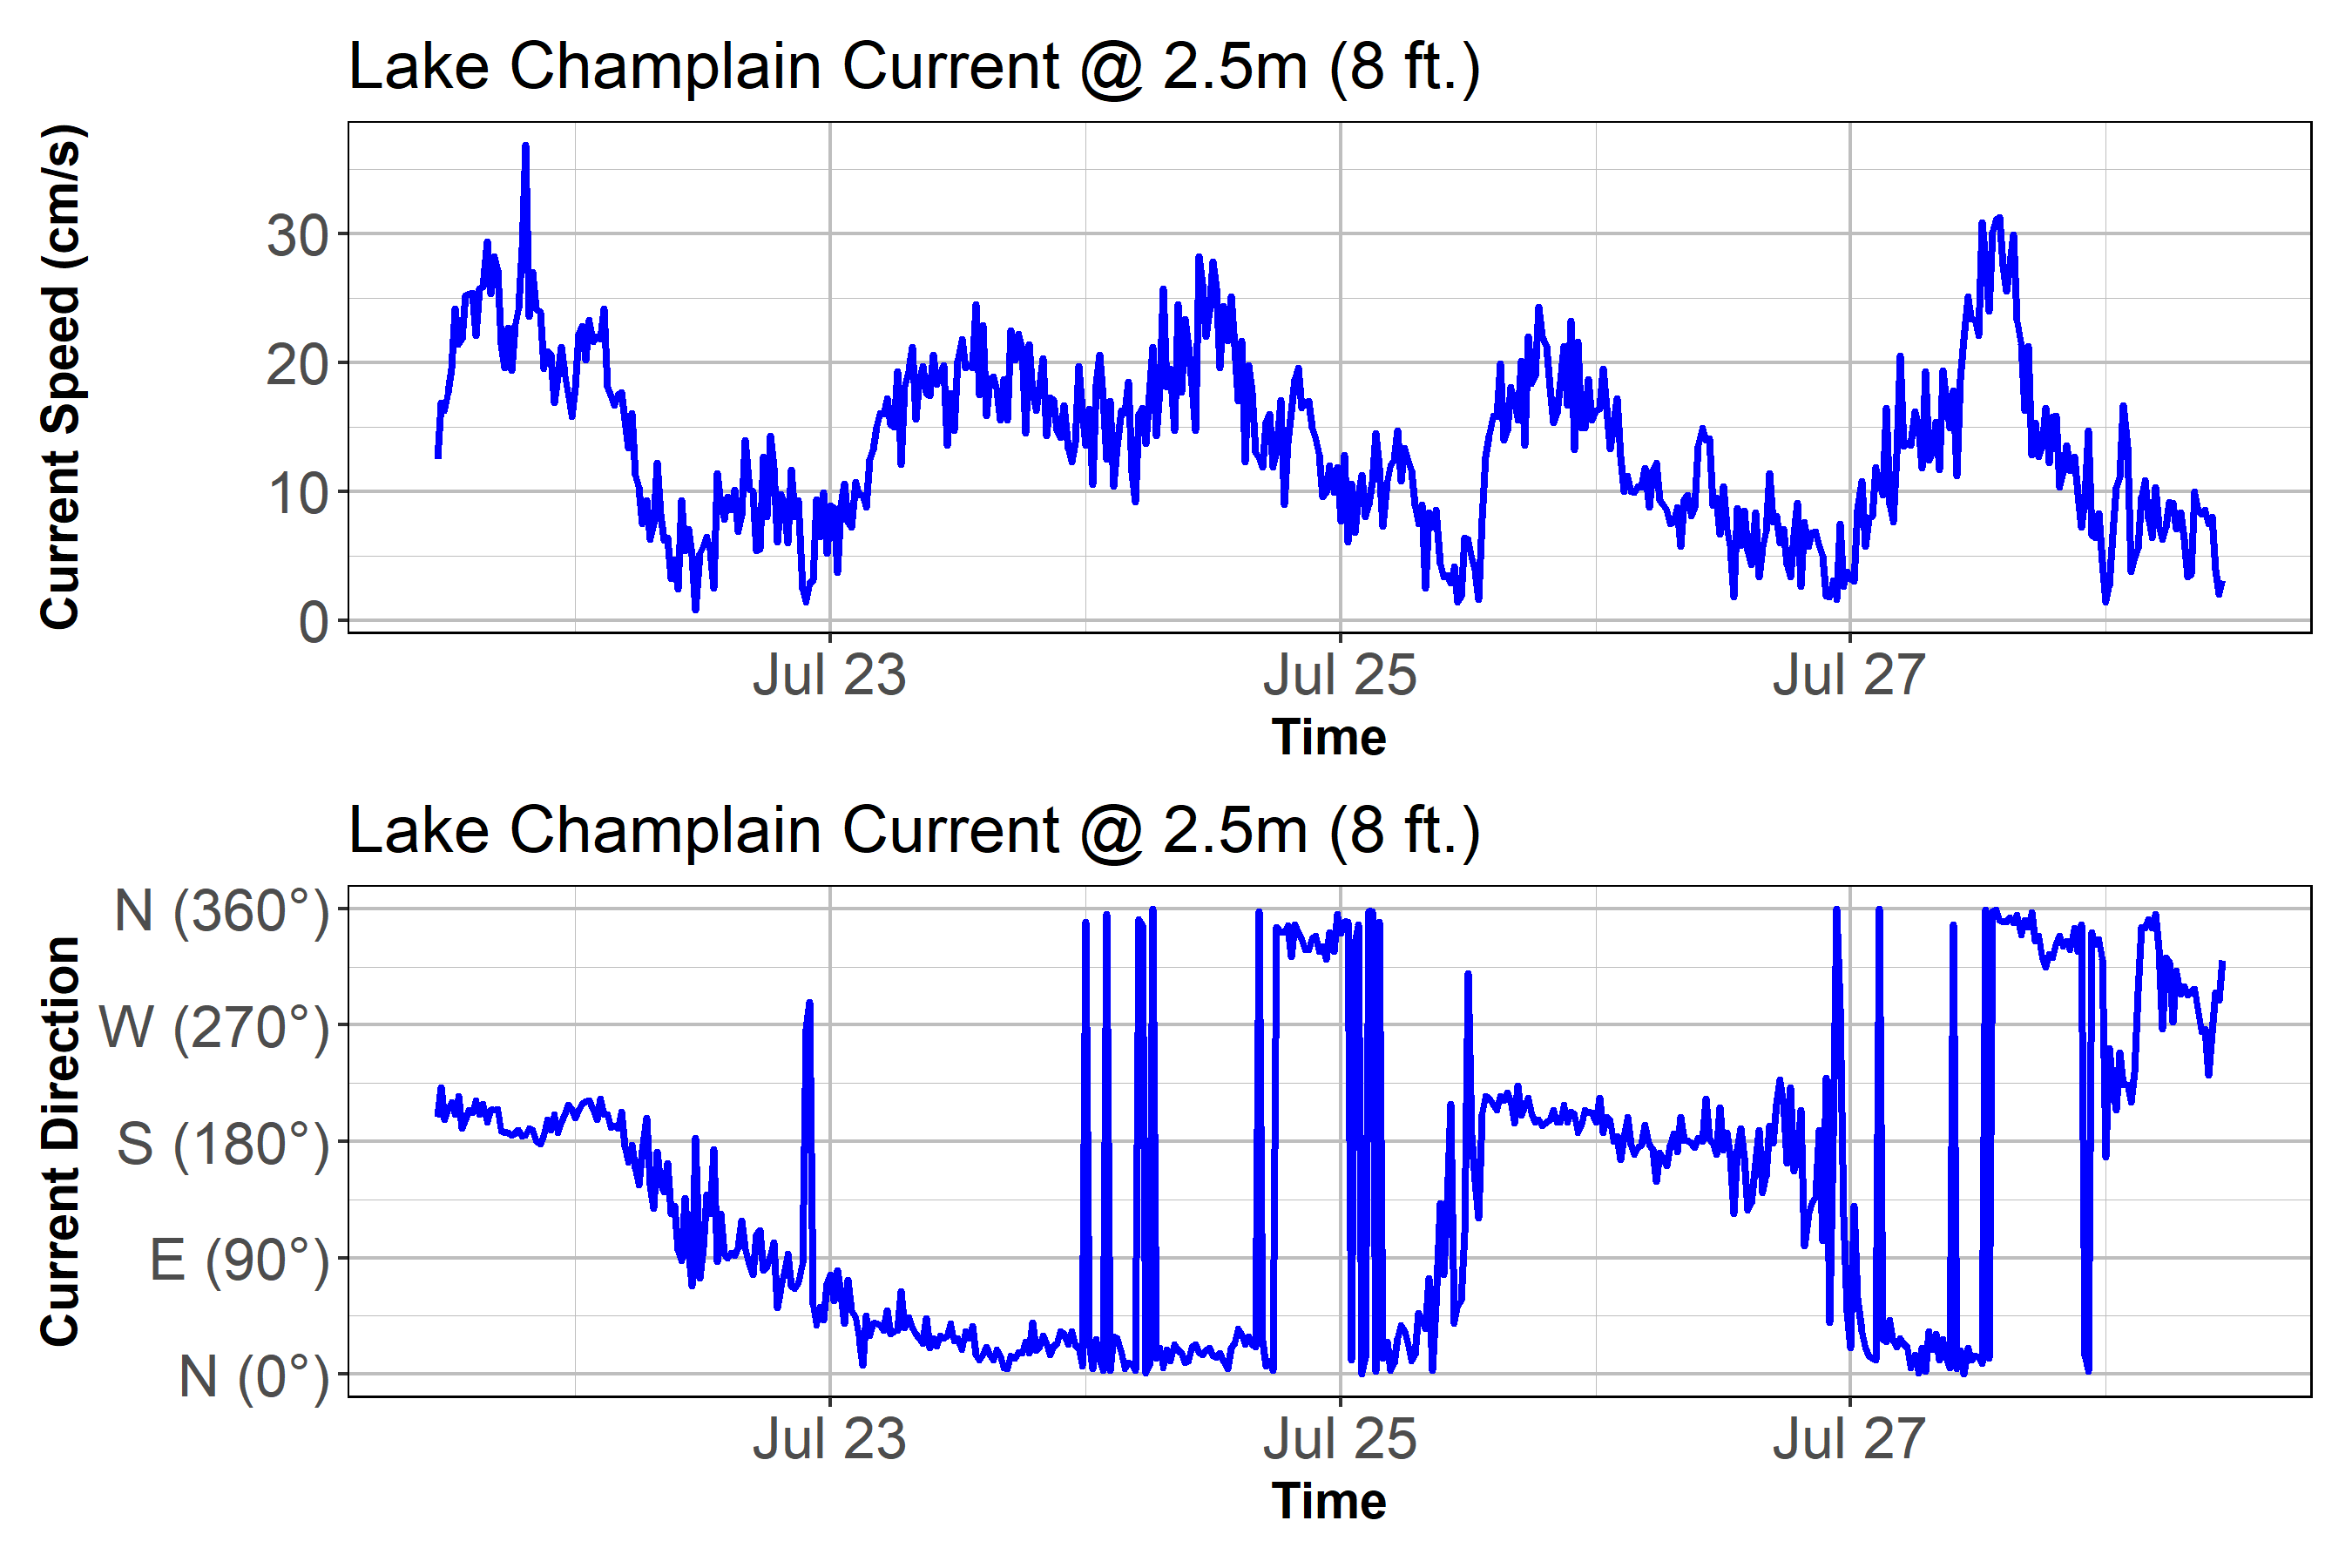 Lake Champlain Current @ 2.5m (8 ft.)
Current Speed (cm/s)
30
20
10
0
Jul 23 Jul 25 Jul 27
Time
Lake Champlain Current @ 2.5m (8 ft.)
Current Direction
N (360°)
W (270°)
S (180°)
E (90°)
N (0°)
Jul 23 Jul 25 Jul 27
Time